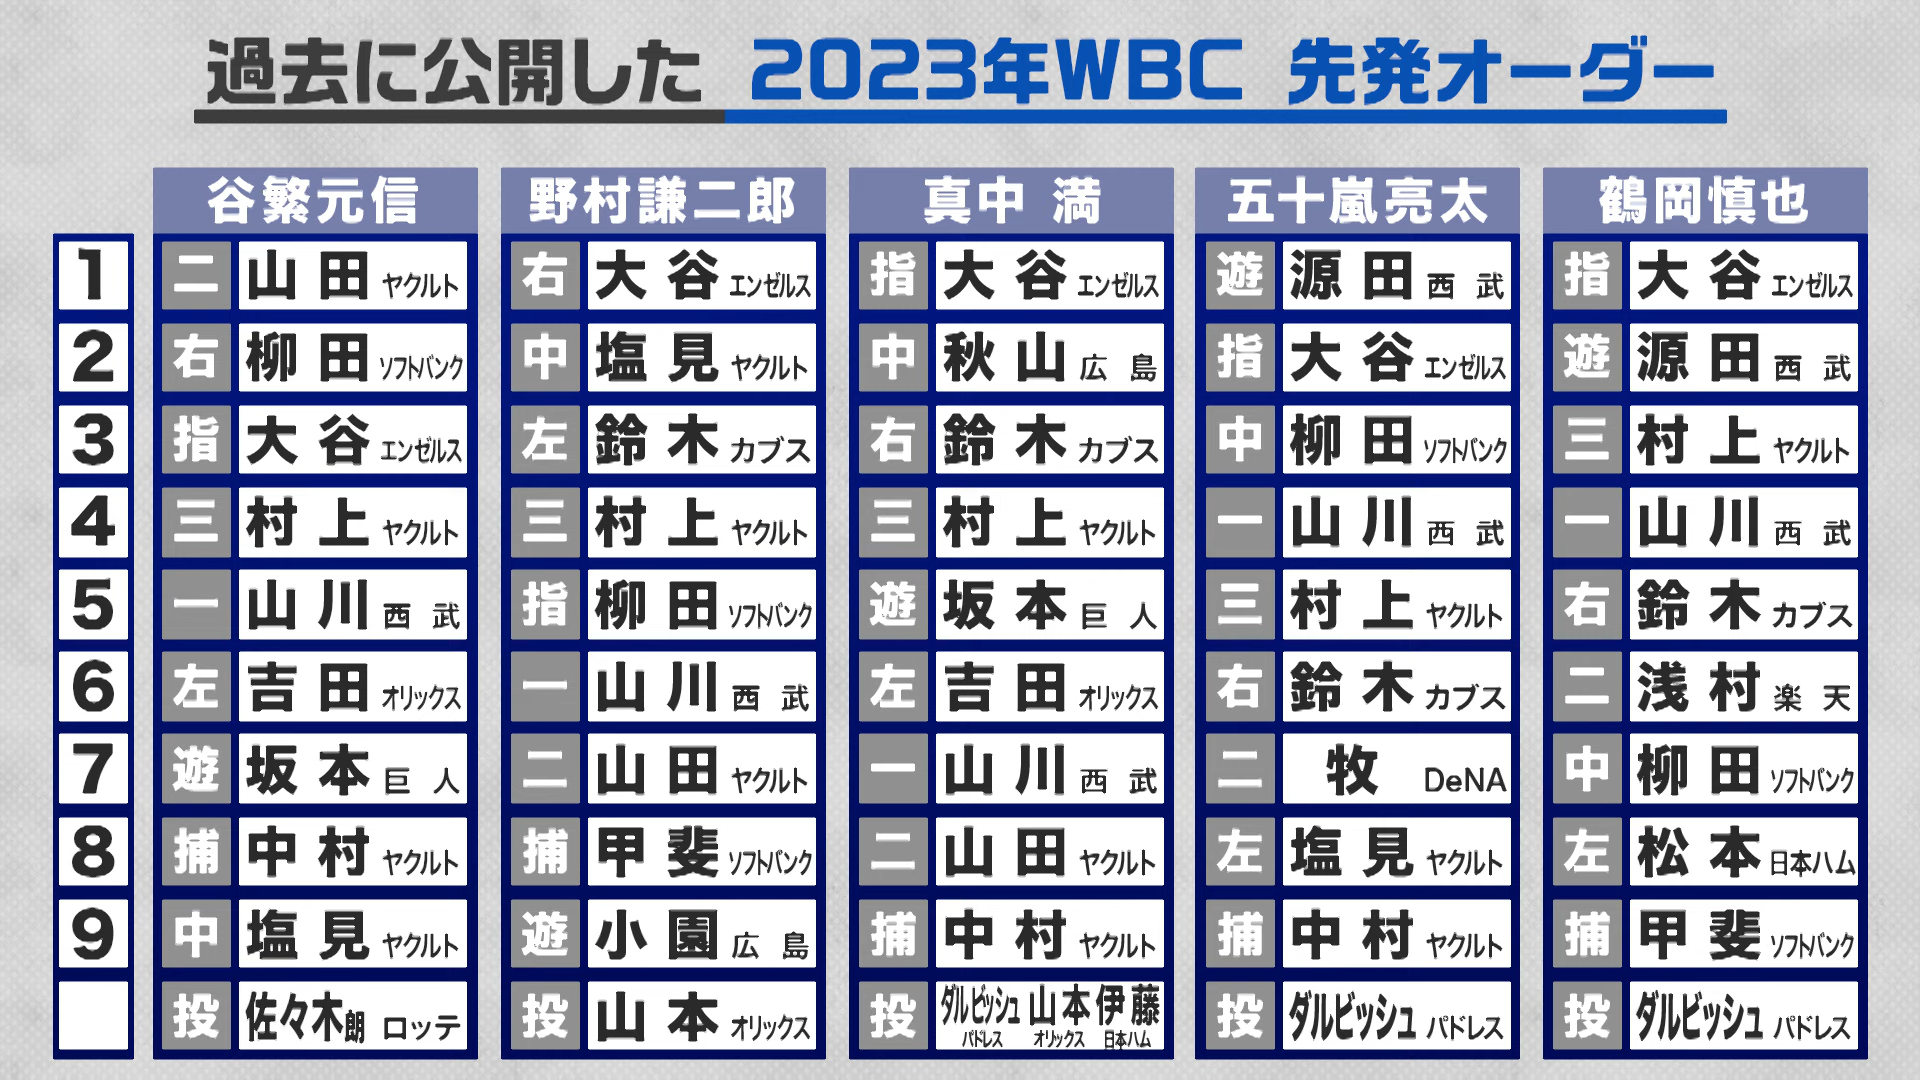 過去に公開した 2023年WBC 先発オーダー
谷繁元信 野村謙二郎 真中 満 五十嵐亮太 鶴岡慎也
1 二 山田 ヤクルト 右 大谷 エンゼルス 指 大谷 エンゼルス 遊 源田 西武 指 大谷 エンゼルス
2 右 柳田 ソフトバンク 中 塩見 ヤクルト 中 秋山 広島 指 大谷 エンゼルス 遊 源田 西武
3 指 大谷 エンゼルス 左 鈴木 カブス 右 鈴木 カブス 中 柳田 ソフトバンク 三 村上 ヤクルト
4 三 村上 ヤクルト 三 村上 ヤクルト 三 村上 ヤクルト 一 山川 西武 一 山川 西武
5 一 山川 西武 指 柳田 ソフトバンク 遊 坂本 巨人 三 村上 ヤクルト 右 鈴木 カブス
6 左 吉田 オリックス 一 山川 西武 左 吉田 オリックス 右 鈴木 カブス 二 浅村 楽天
7 遊 坂本 巨人 二 山田 ヤクルト 一 山川 西武 二 牧 DeNA 中 柳田 ソフトバンク
8 捕 中村 ヤクルト 捕 甲斐 ソフトバンク 二 山田 ヤクルト 左 塩見 ヤクルト 左 松本 日本ハム
9 中 塩見 ヤクルト 遊 小園 広島 捕 中村 ヤクルト 捕 中村 ヤクルト 捕 甲斐 ソフトバンク
投 佐々木朗 ロッテ 投 山本 オリックス 投 ダルビッシュ パドレス 山本 オリックス 伊藤 日本ハム 投 ダルビッシュ パドレス 投 ダルビッシュ パドレス